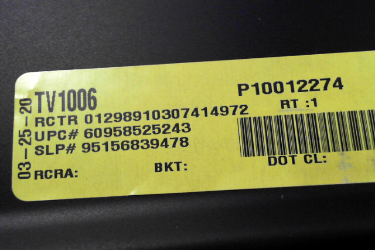 03-25-20
TV1006
P10012274
RCTR 01298910307414972
RT :1
UPC# 60958525243
SLP# 95156839478
RCRA: BKT: DOT CL: